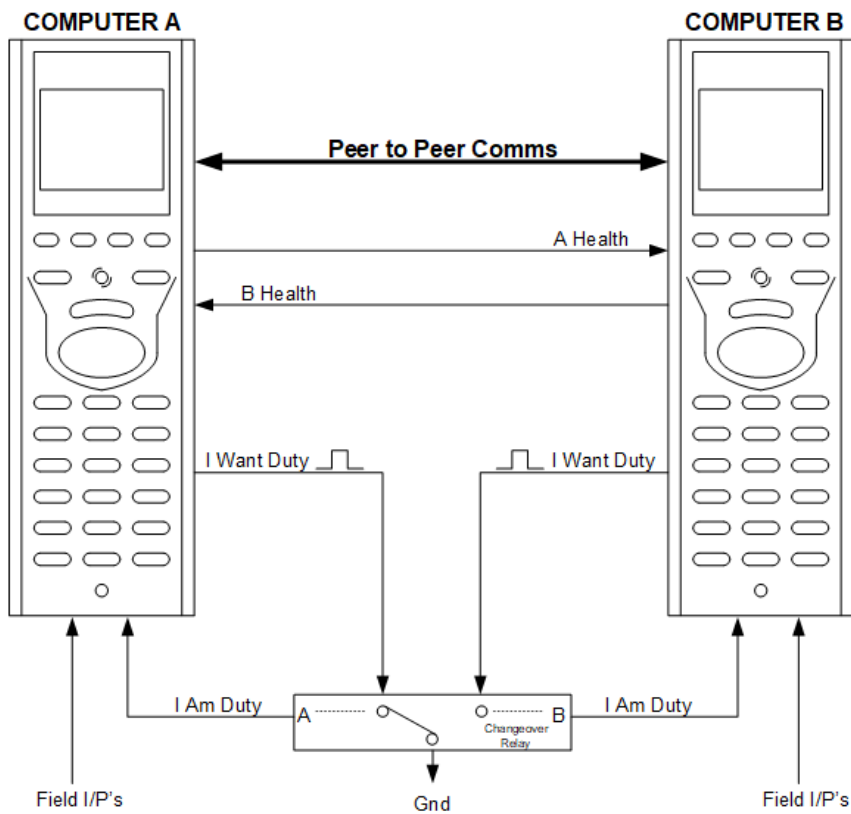 COMPUTER A
COMPUTER B
Peer to Peer Comms
A Health
B Health
I Want Duty
I Want Duty
I Am Duty
A
B
I Am Duty
Changeover
Relay
Field I/P's
Gnd
Field I/P's